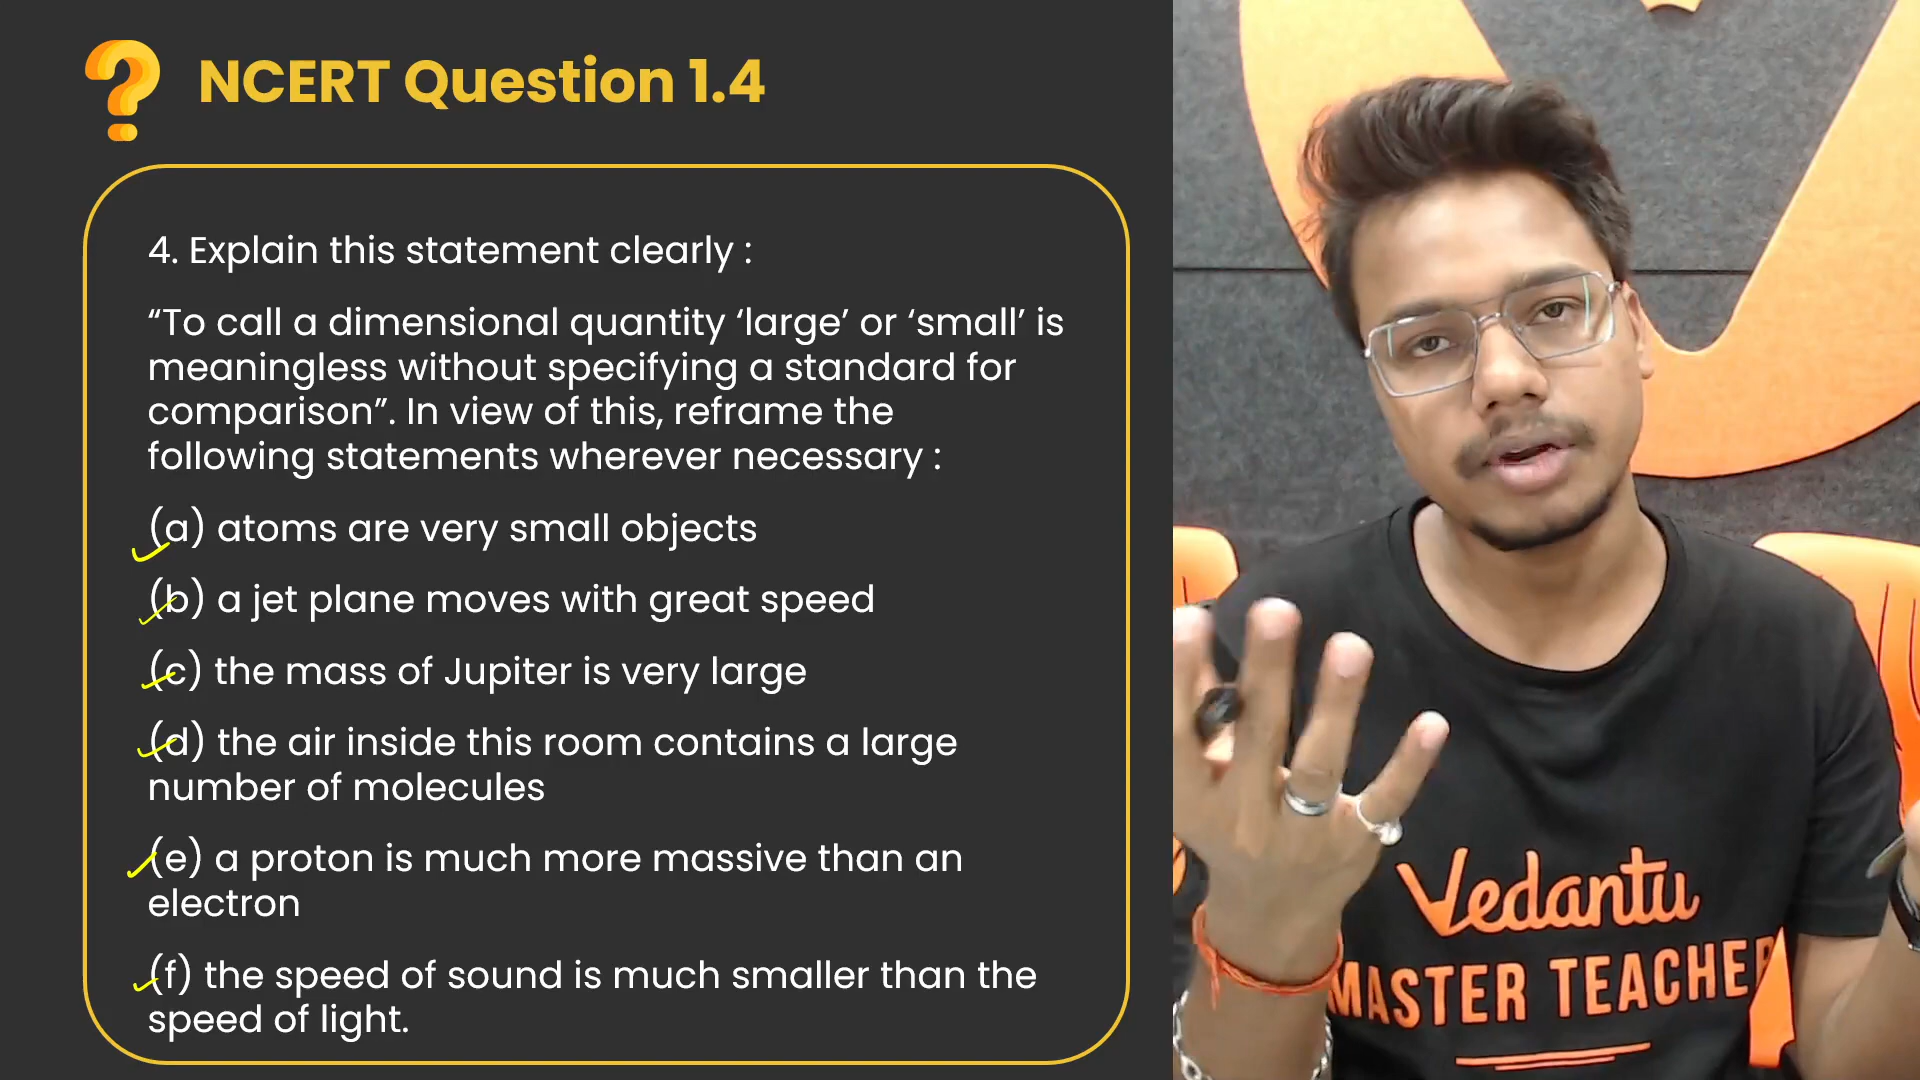 NCERT Question 1.4
4. Explain this statement clearly :
“To call a dimensional quantity ‘large’ or ‘small’ is
meaningless without specifying a standard for
comparison”. In view of this, reframe the
following statements wherever necessary :
(a) atoms are very small objects
(b) a jet plane moves with great speed
(c) the mass of Jupiter is very large
(d) the air inside this room contains a large
number of molecules
(e) a proton is much more massive than an
electron
(f) the speed of sound is much smaller than the
speed of light.
Vedantu
MASTER TEACHER